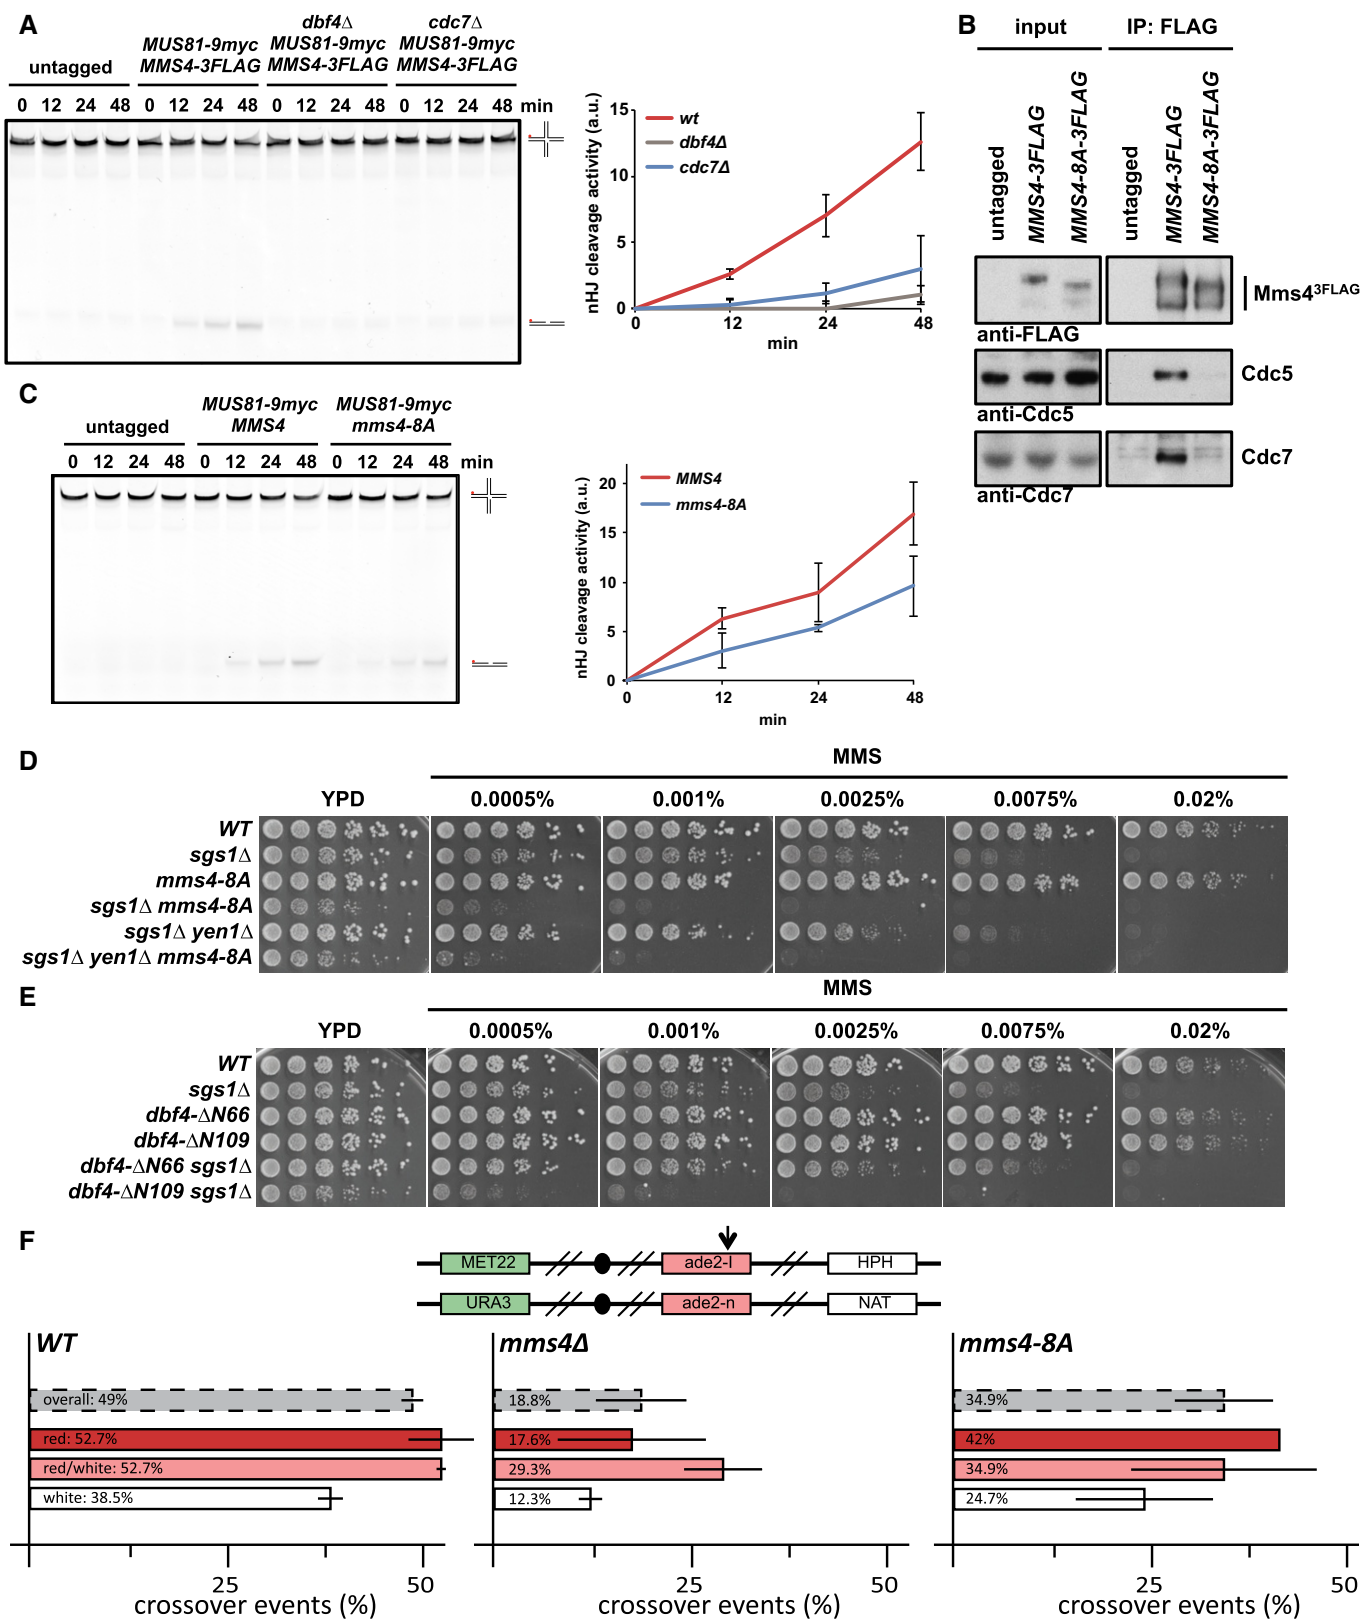 A
untagged
MUS81-9myc
MMS4-3FLAG
dbf4Δ
MUS81-9myc
MMS4-3FLAG
cdc7Δ
MUS81-9myc
MMS4-3FLAG
0 12 24 48 0 12 24 48 0 12 24 48 0 12 24 48 min
nHJ cleavage activity (a.u.)
15
10
5
0
wt
dbf4Δ
cdc7Δ
0 12 24 48
min
B
input
IP: FLAG
untagged
MMS4-3FLAG
MMS4-8A-3FLAG
untagged
MMS4-3FLAG
MMS4-8A-3FLAG
Mms4³ᶠᴸᴬᴳ
anti-FLAG
Cdc5
anti-Cdc5
Cdc7
anti-Cdc7
C
untagged
MUS81-9myc
MMS4
MUS81-9myc
mms4-8A
0 12 24 48 0 12 24 48 0 12 24 48 min
nHJ cleavage activity (a.u.)
20
15
10
5
0
MMS4
mms4-8A
0 12 24 48
min
D
MMS
YPD 0.0005% 0.001% 0.0025% 0.0075% 0.02%
WT
sgs1Δ
mms4-8A
sgs1Δ mms4-8A
sgs1Δ yen1Δ
sgs1Δ yen1Δ mms4-8A
E
MMS
YPD 0.0005% 0.001% 0.0025% 0.0075% 0.02%
WT
sgs1Δ
dbf4-ΔN66
dbf4-ΔN109
dbf4-ΔN66 sgs1Δ
dbf4-ΔN109 sgs1Δ
F
MET22 ade2-I HPH
URA3 ade2-n NAT
WT
overall: 49%
red: 52.7%
red/white: 52.7%
white: 38.5%
25 50
crossover events (%)
mms4Δ
18.8%
17.6%
29.3%
12.3%
25 50
crossover events (%)
mms4-8A
34.9%
42%
34.9%
24.7%
25 50
crossover events (%)